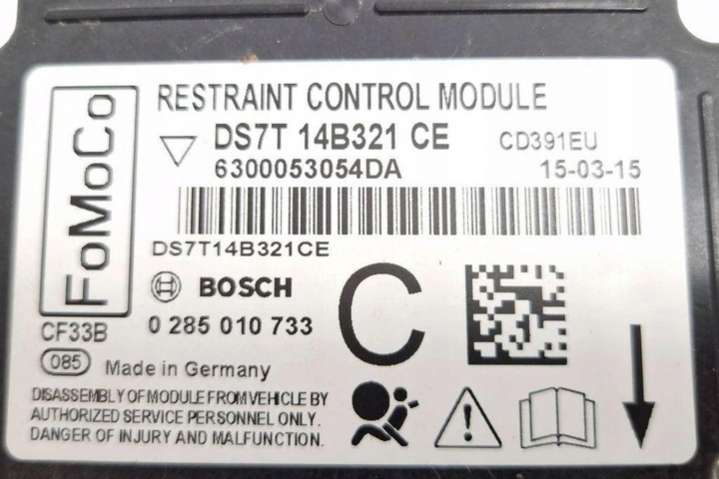 FoMoCo
RESTRAINT CONTROL MODULE
DS7T 14B321 CE CD391EU
6300053054DA 15-03-15
DS7T14B321CE
BOSCH
C
CF33B 0 285 010 733
085 Made in Germany
DISASSEMBLY OF MODULE FROM VEHICLE BY
AUTHORIZED SERVICE PERSONNEL ONLY.
DANGER OF INJURY AND MALFUNCTION.